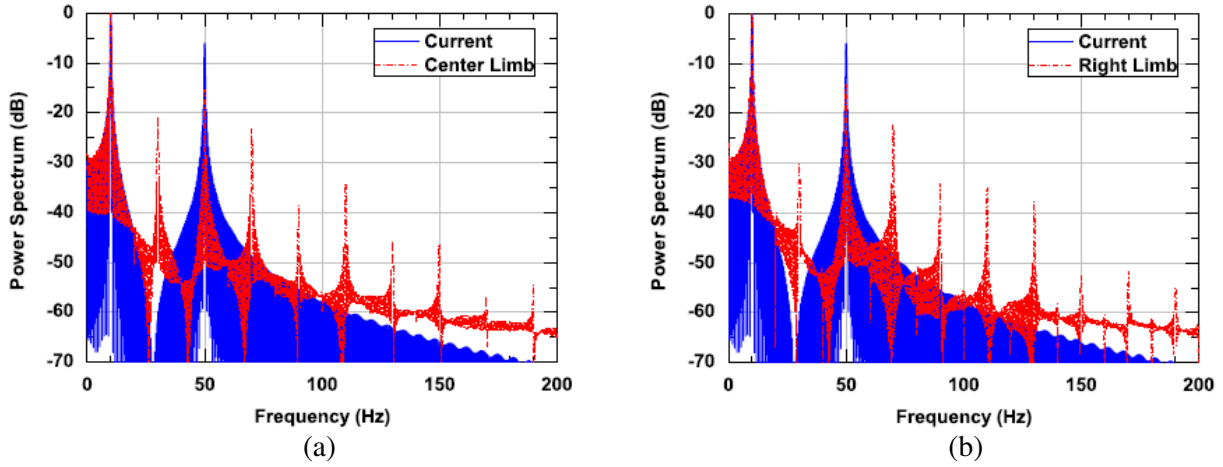 0
-10
-20
-30
-40
-50
-60
-70
Power Spectrum (dB)
Current
Center Limb
0 50 100 150 200
Frequency (Hz)
(a)
0
-10
-20
-30
-40
-50
-60
-70
Power Spectrum (dB)
Current
Right Limb
0 50 100 150 200
Frequency (Hz)
(b)